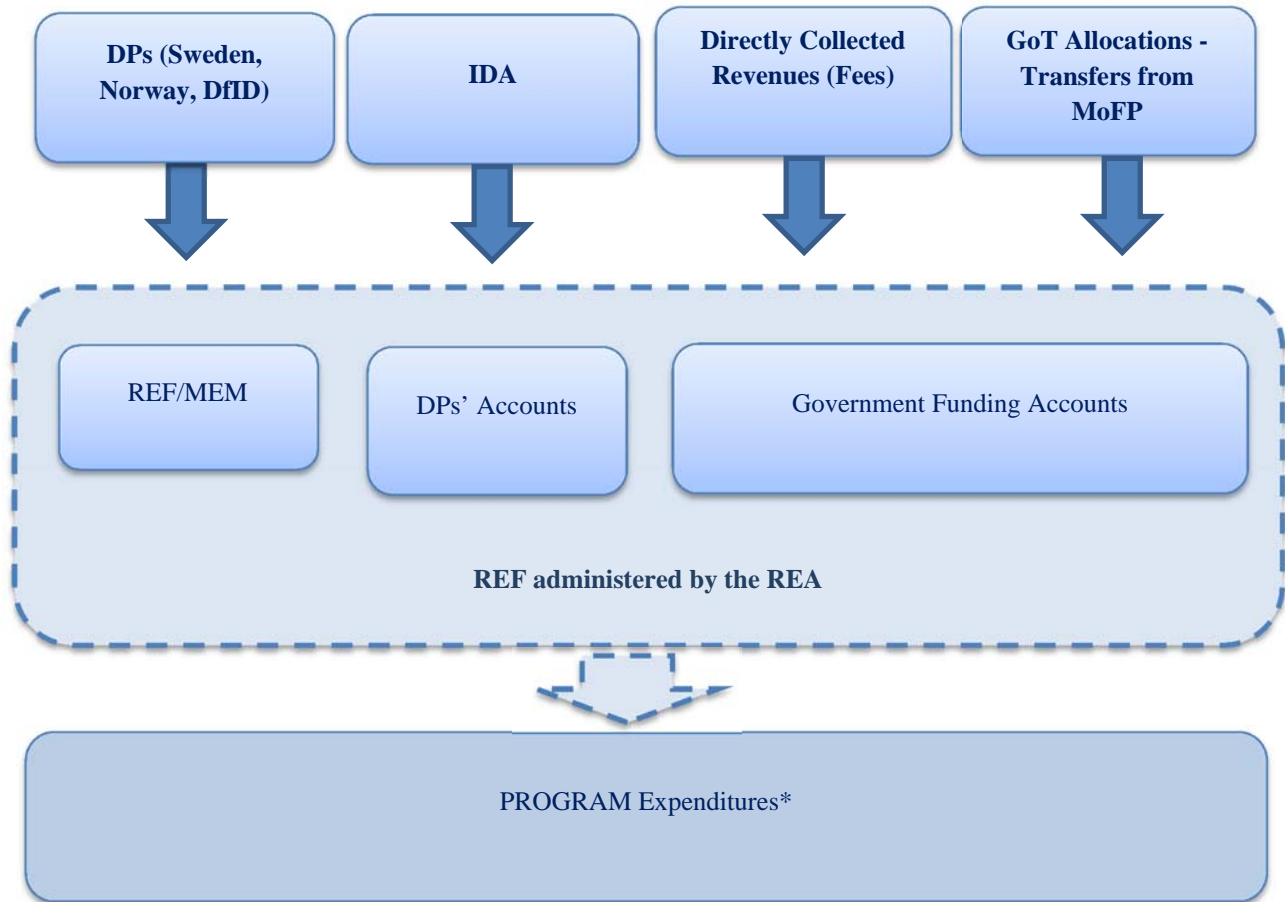 DPs (Sweden,
Norway, DfID)
IDA
Directly Collected
Revenues (Fees)
GoT Allocations -
Transfers from
MoFP
REF/MEM
DPs’ Accounts
Government Funding Accounts
REF administered by the REA
PROGRAM Expenditures*